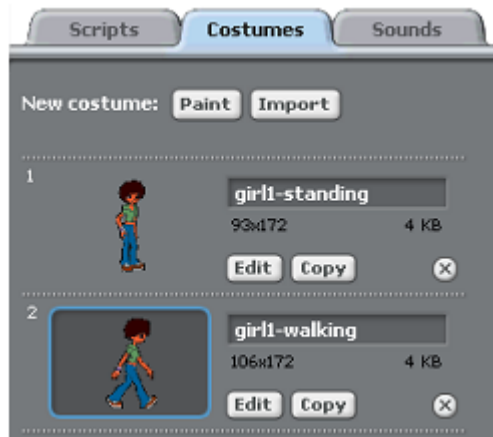 Scripts Costumes Sounds
New costume: Paint Import
1
girl1-standing
93x172 4 KB
Edit Copy
2
girl1-walking
106x172 4 KB
Edit Copy